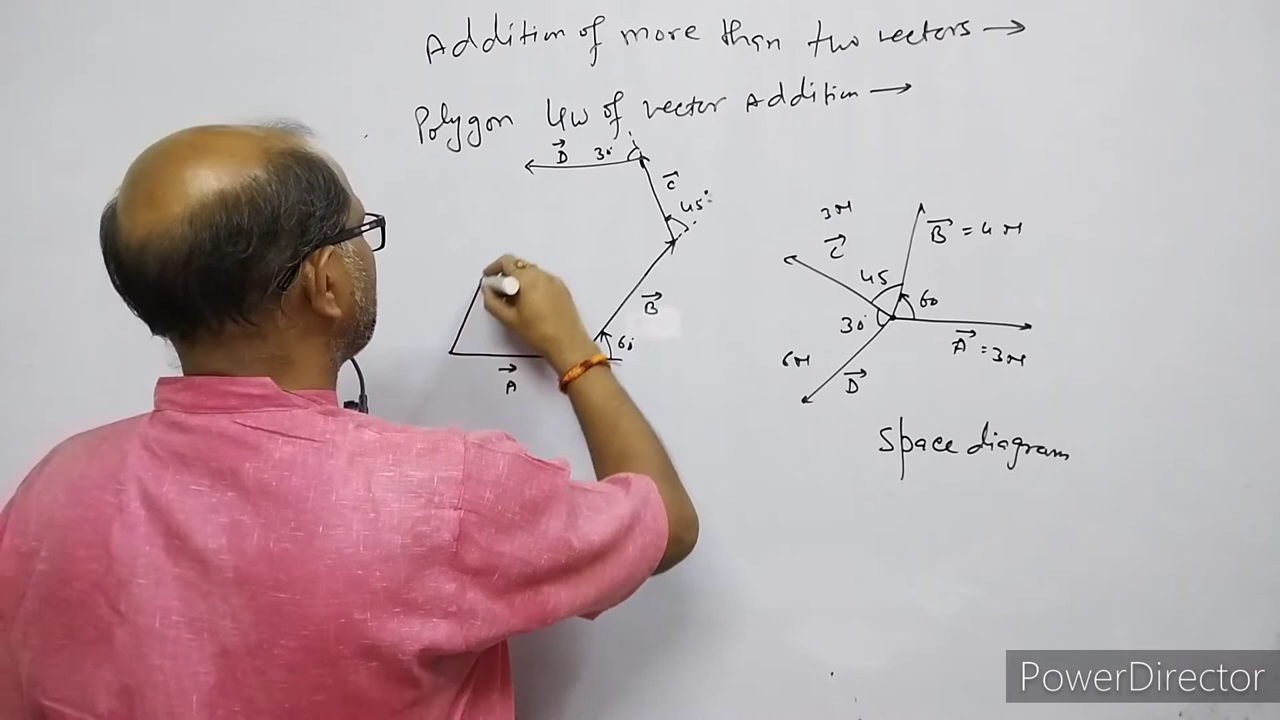 Addition of more than two vectors →
Polygon law of vector addition →
D 30°
C
45°
B
60
A
3M
C
B = 4M
45
60
30°
A = 3M
6M
D
Space diagram
PowerDirector